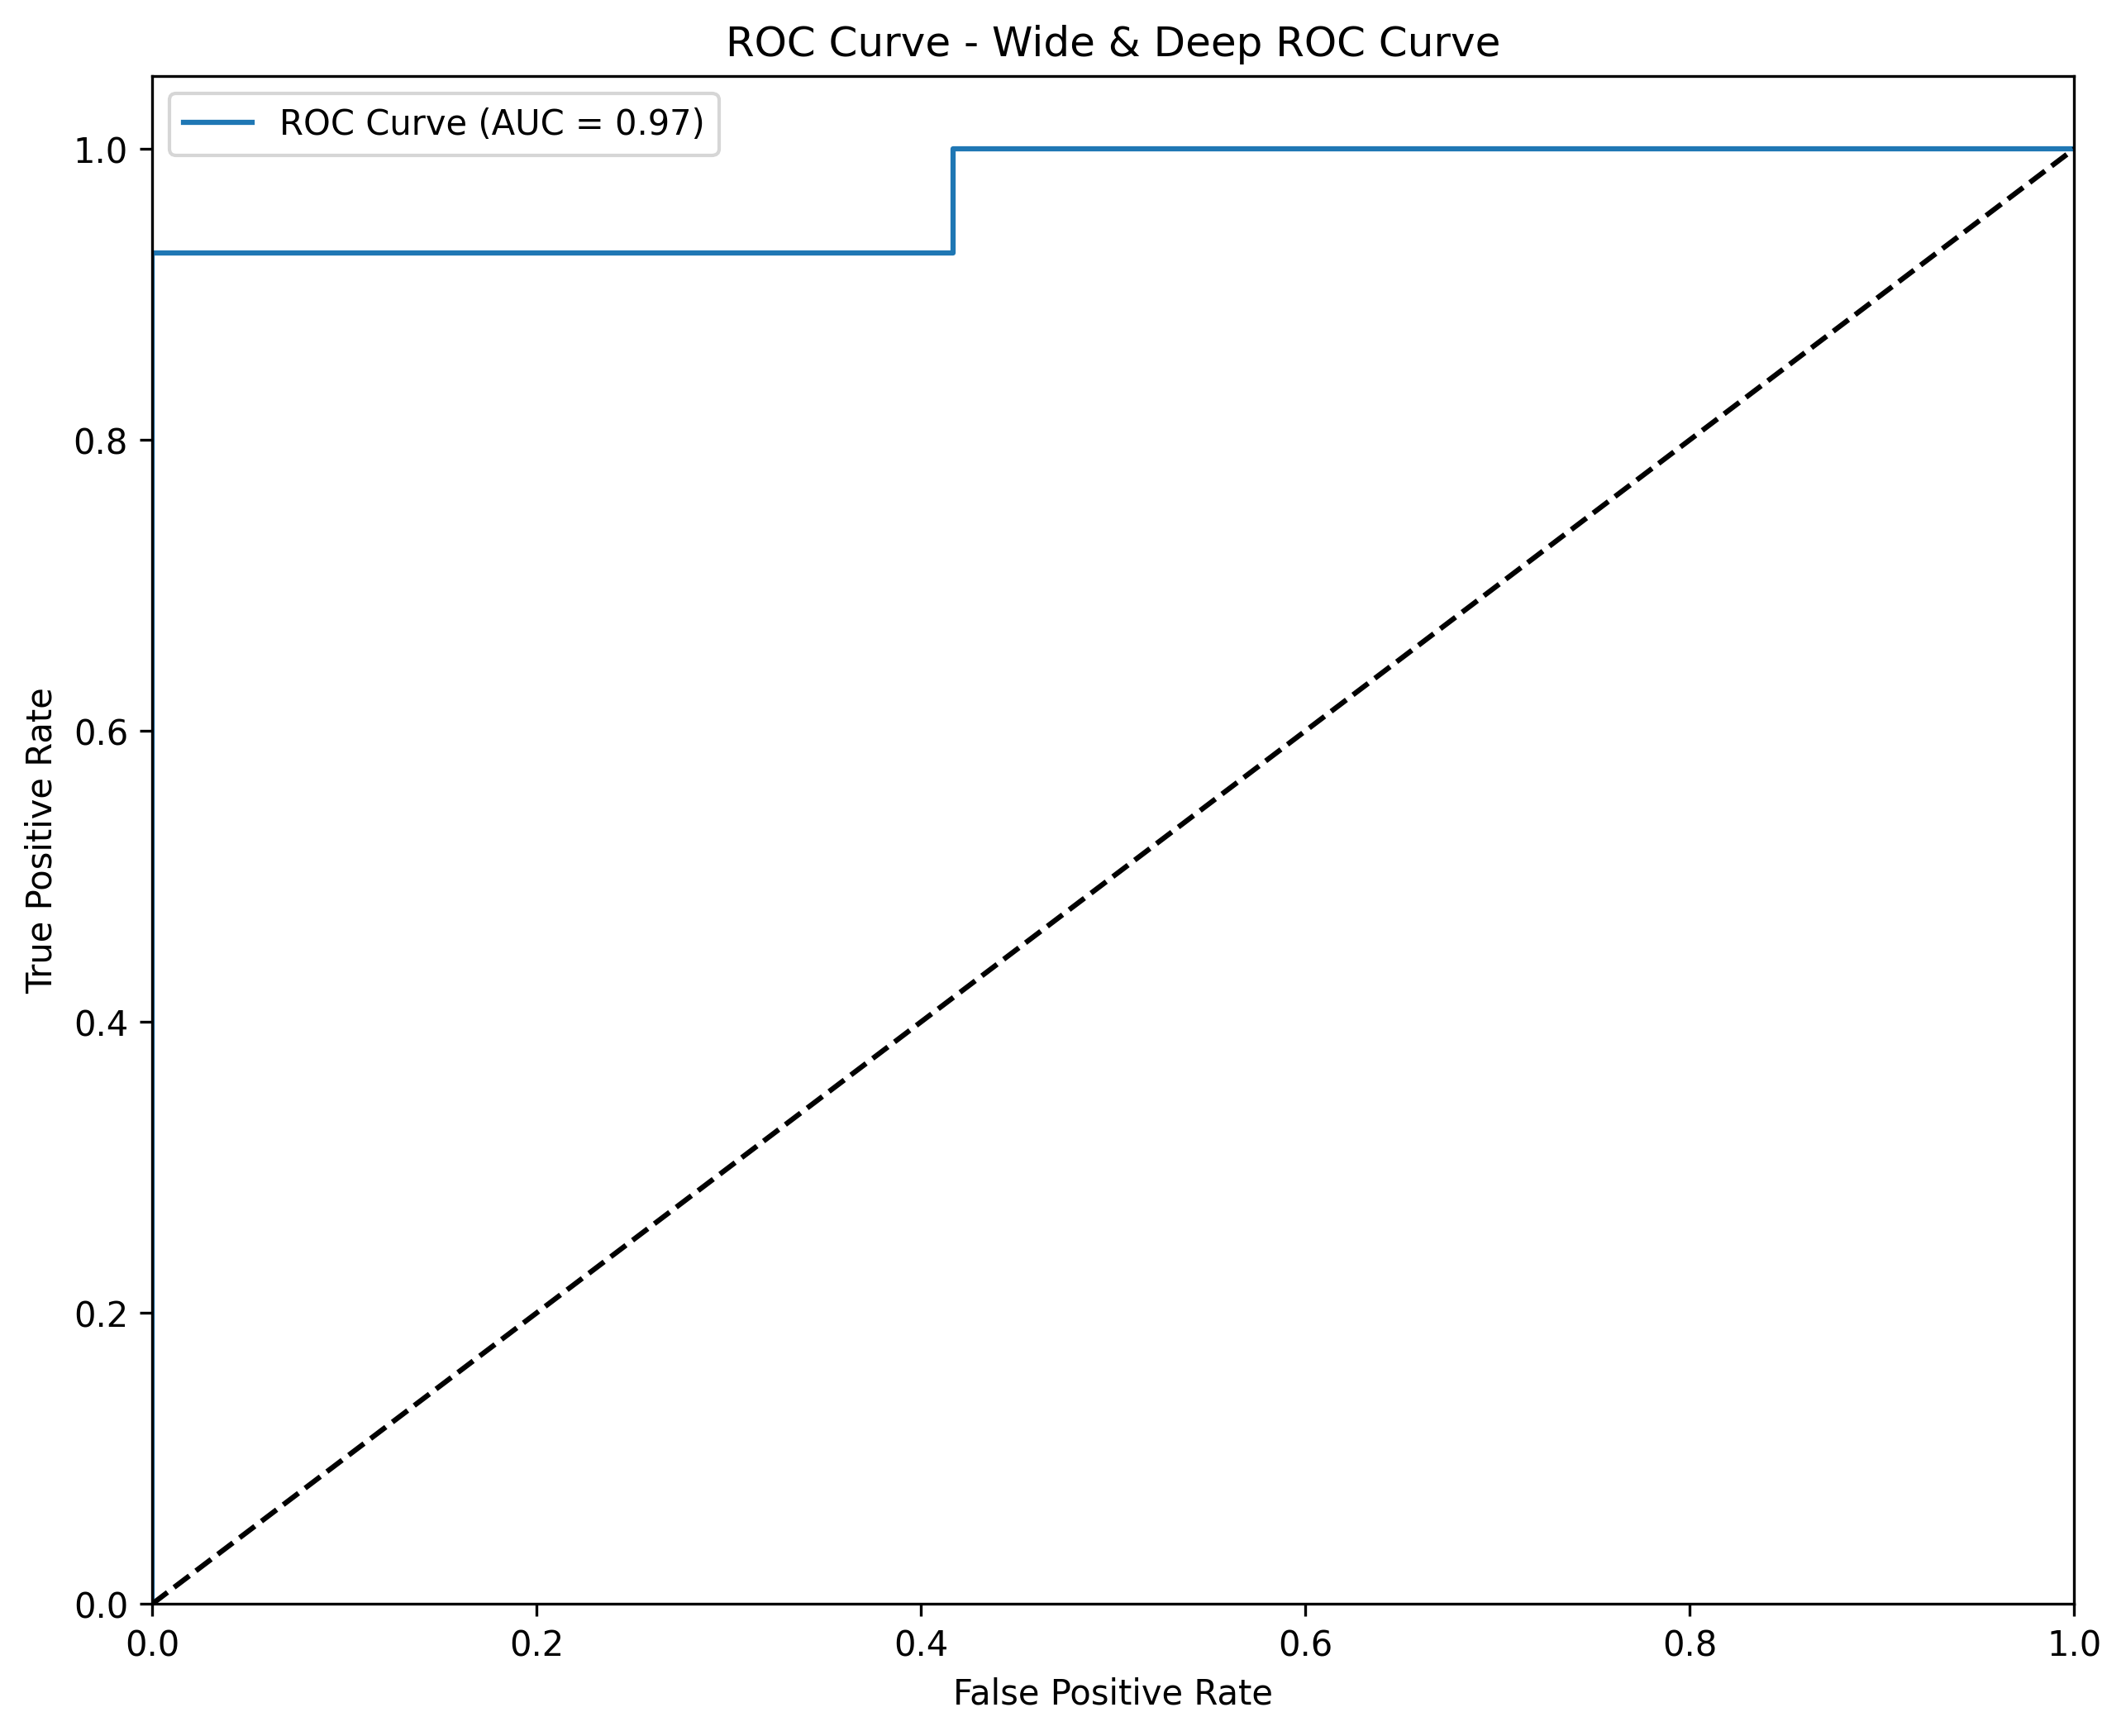 ROC Curve - Wide & Deep ROC Curve
ROC Curve (AUC = 0.97)
1.0
0.8
0.6
0.4
0.2
0.0
True Positive Rate
0.0 0.2 0.4 0.6 0.8 1.0
False Positive Rate